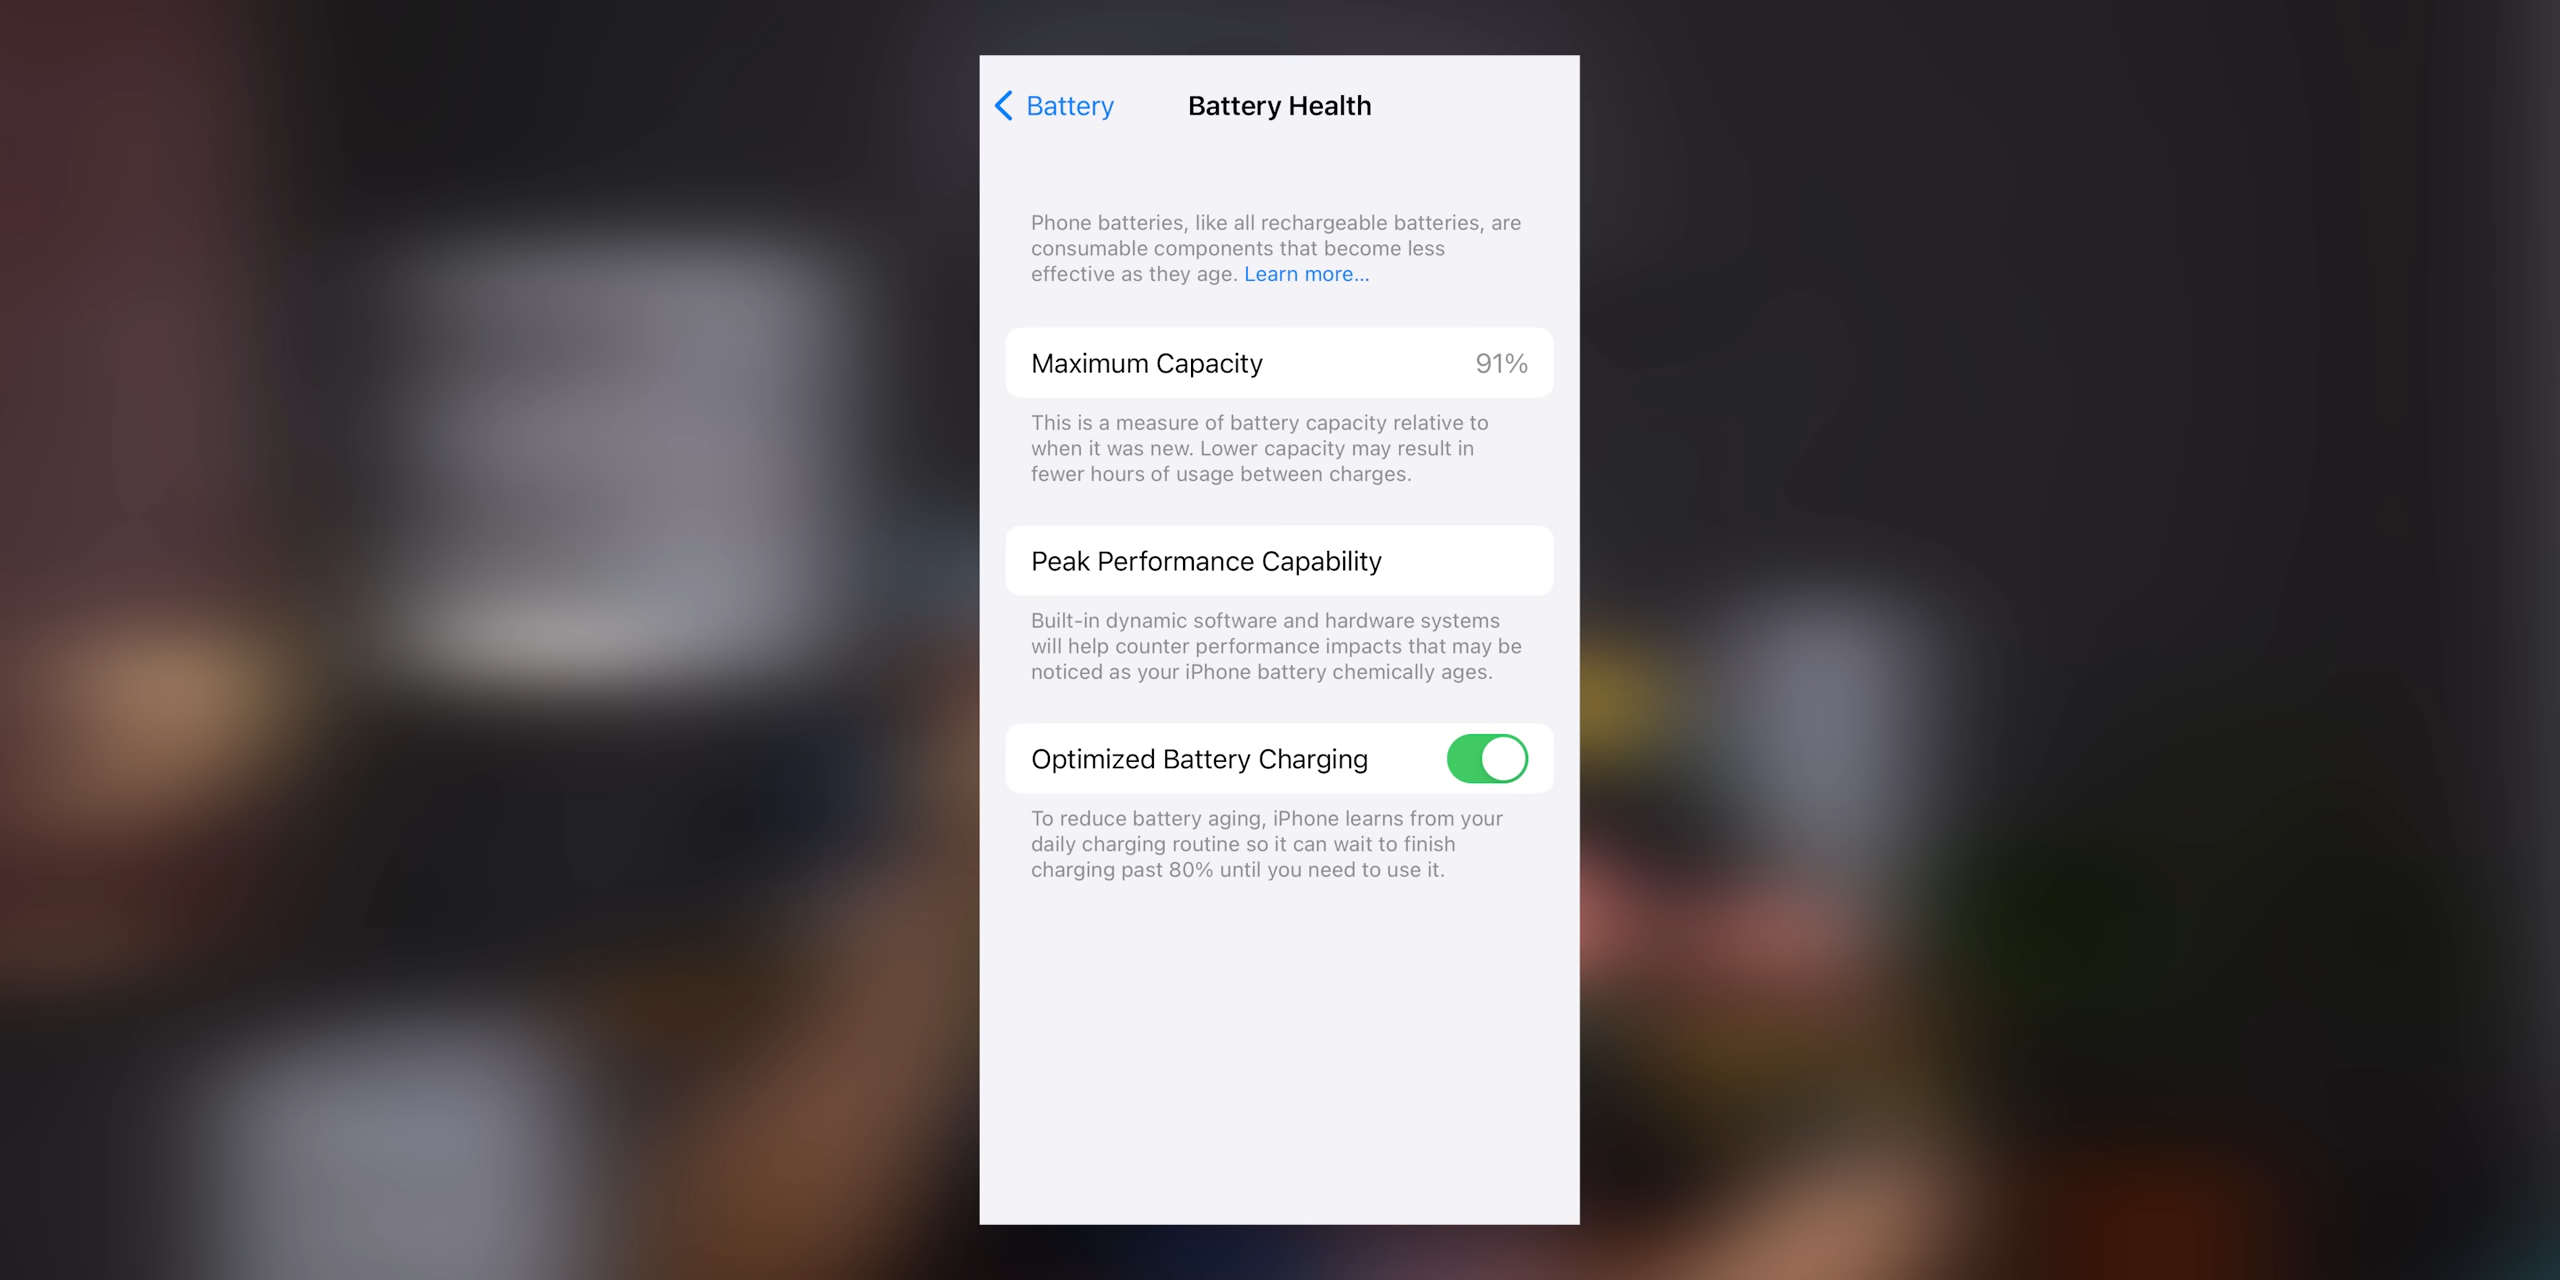 Battery
Battery Health
Phone batteries, like all rechargeable batteries, are
consumable components that become less
effective as they age. Learn more...
Maximum Capacity 91%
This is a measure of battery capacity relative to
when it was new. Lower capacity may result in
fewer hours of usage between charges.
Peak Performance Capability
Built-in dynamic software and hardware systems
will help counter performance impacts that may be
noticed as your iPhone battery chemically ages.
Optimized Battery Charging
To reduce battery aging, iPhone learns from your
daily charging routine so it can wait to finish
charging past 80% until you need to use it.